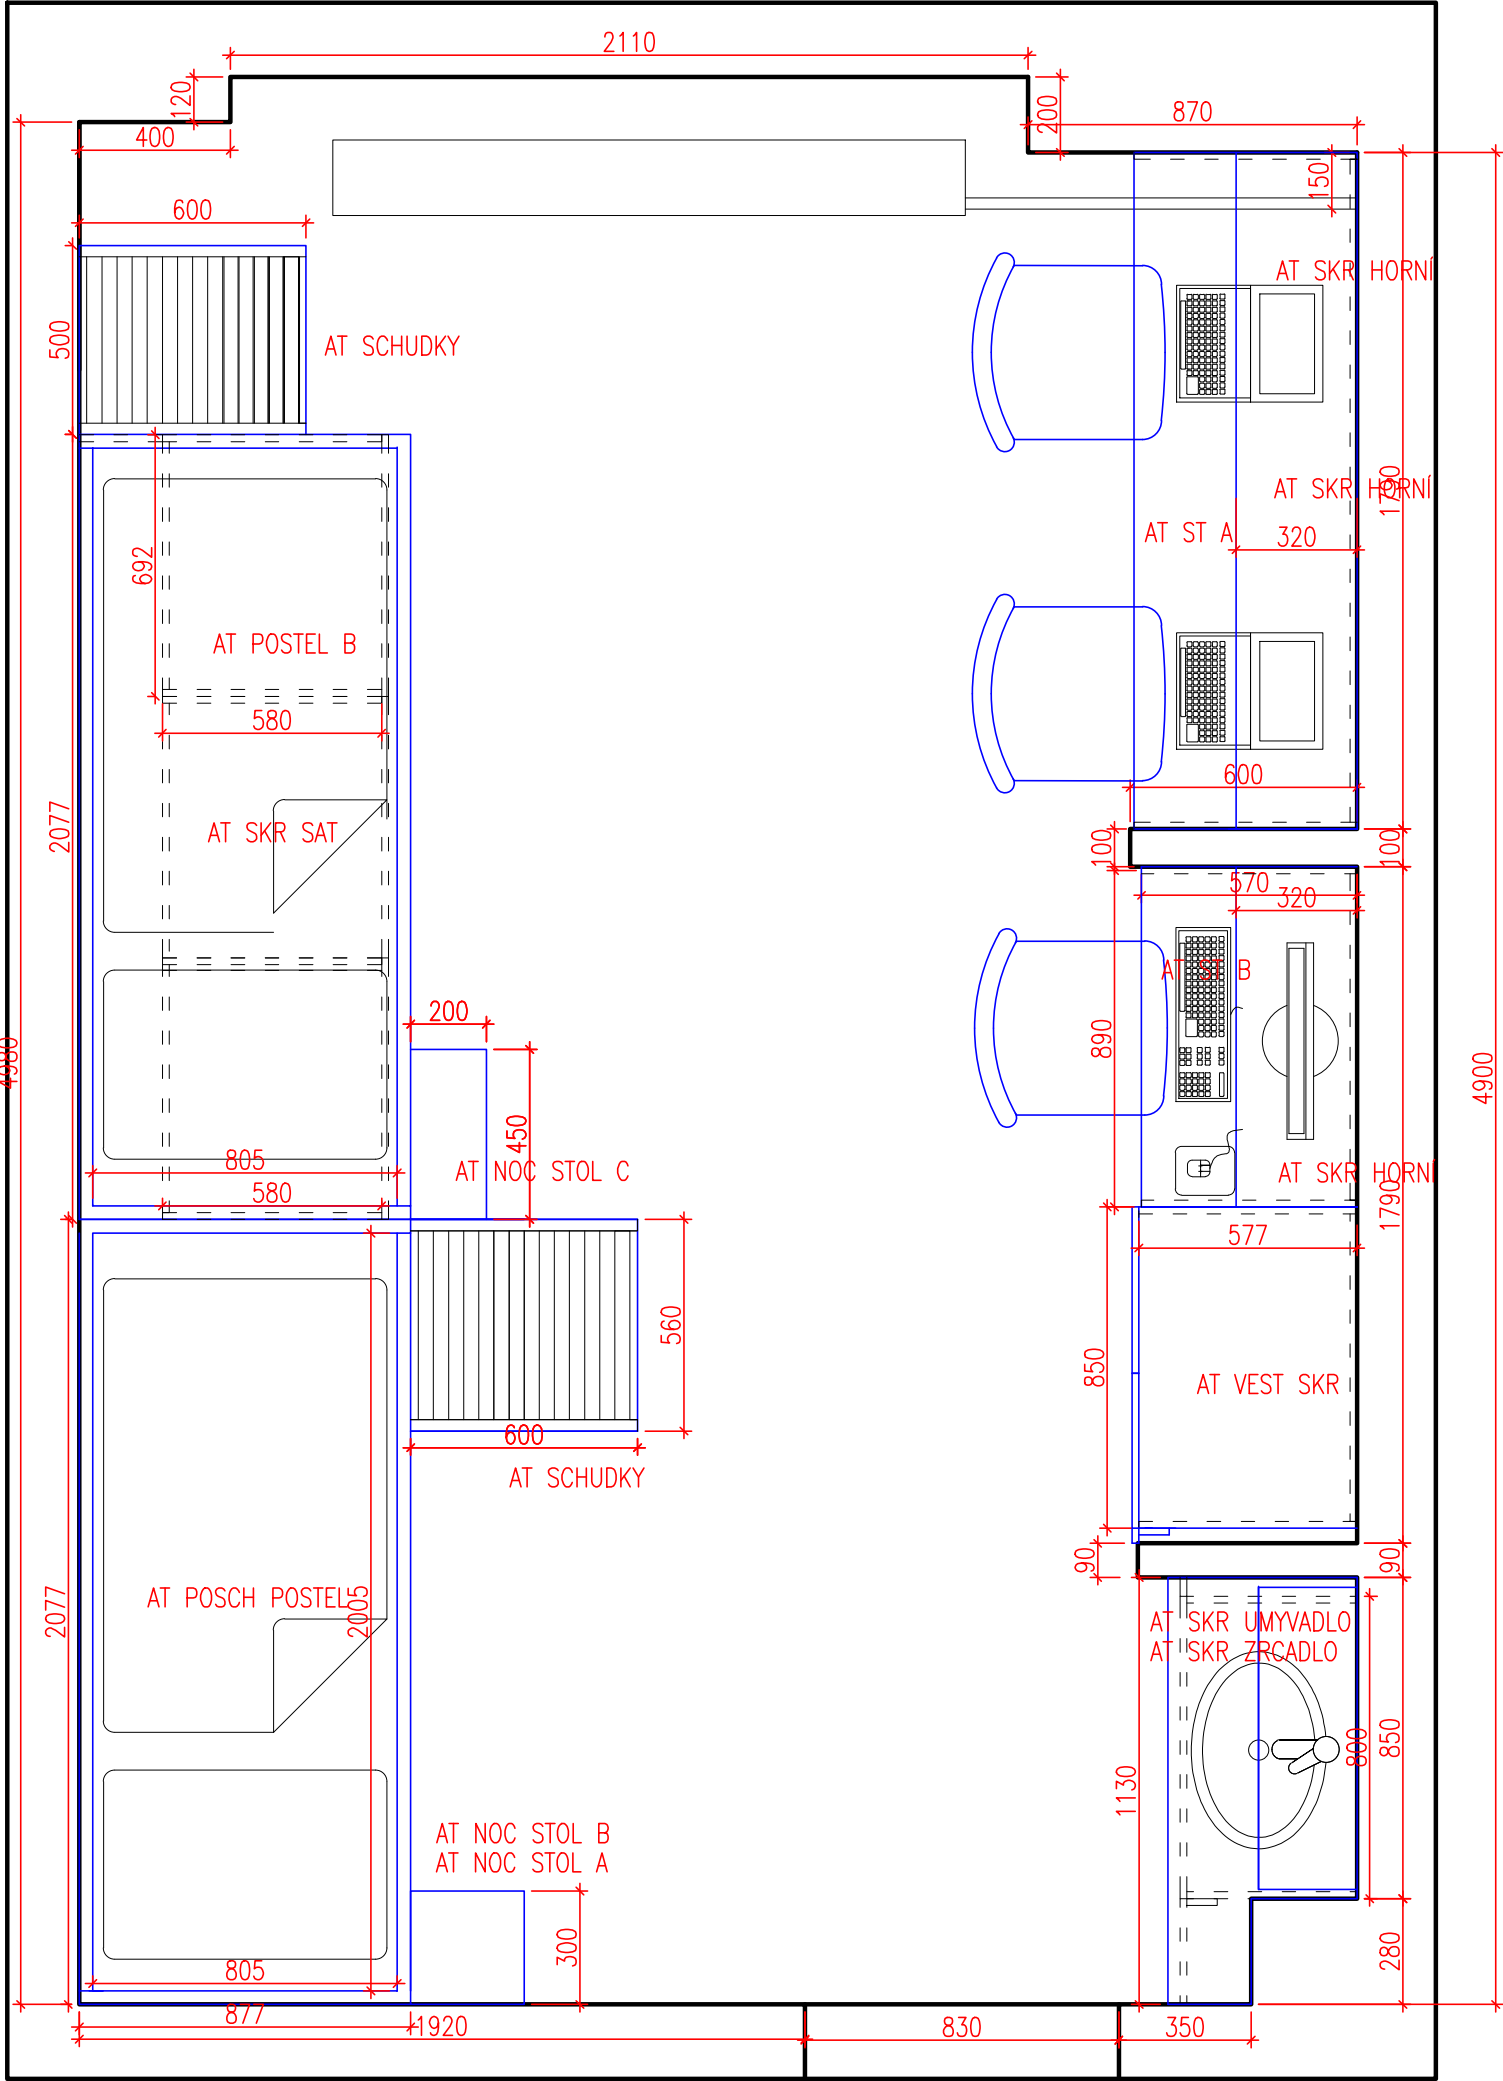 2110
120
200
870
400
150
600
AT SKR HORNÍ
500
AT SCHUDKY
AT SKR HORNÍ
1790
AT ST A
320
692
AT POSTEL B
580
600
2077
AT SKR SAT
100
100
570
320
AT ST B
200
4980
890
4900
450
805
AT NOC STOL C
AT SKR HORNÍ
580
1790
577
560
850
AT VEST SKR
600
AT SCHUDKY
90
90
2077
AT POSCH POSTEL
2005
AT SKR UMYVADLO
AT SKR ZRCADLO
800
850
1130
AT NOC STOL B
AT NOC STOL A
300
280
805
877
1920
830
350